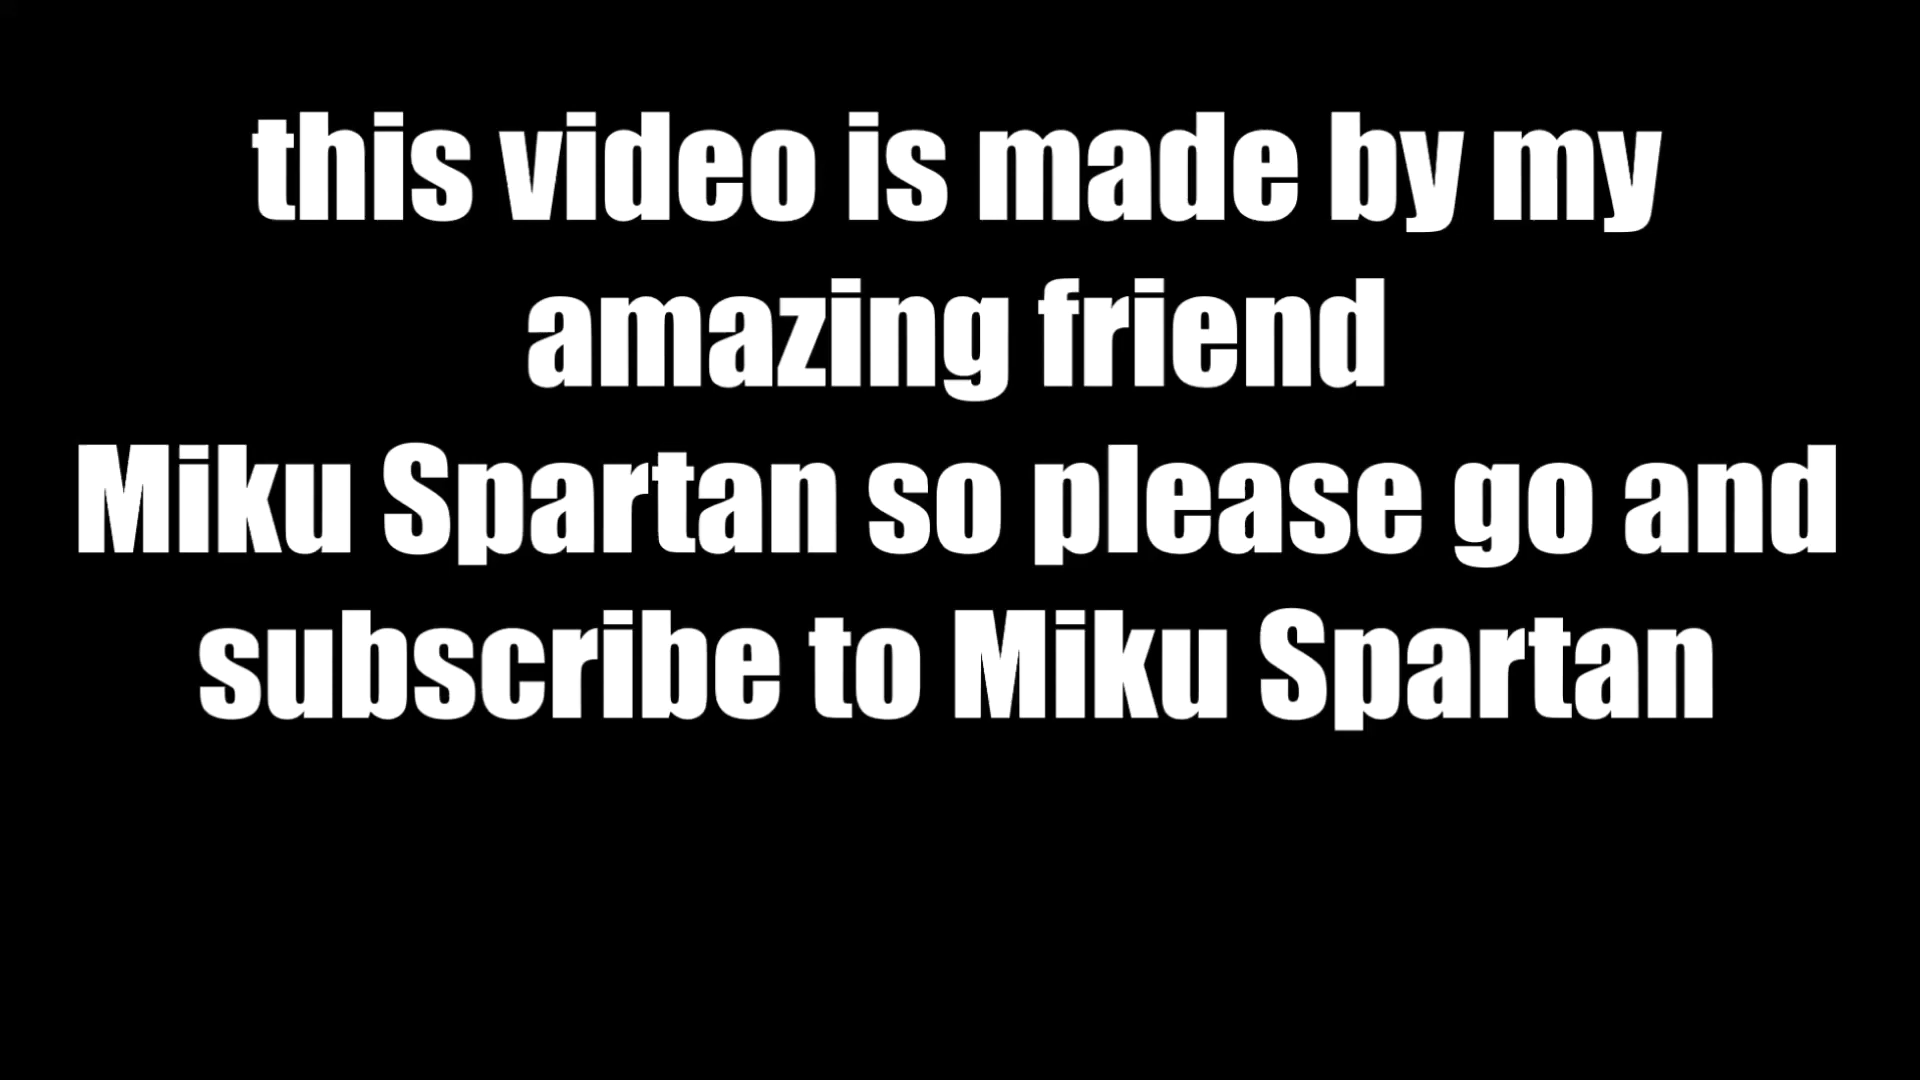 this video is made by my
amazing friend
Miku Spartan so please go and
subscribe to Miku Spartan